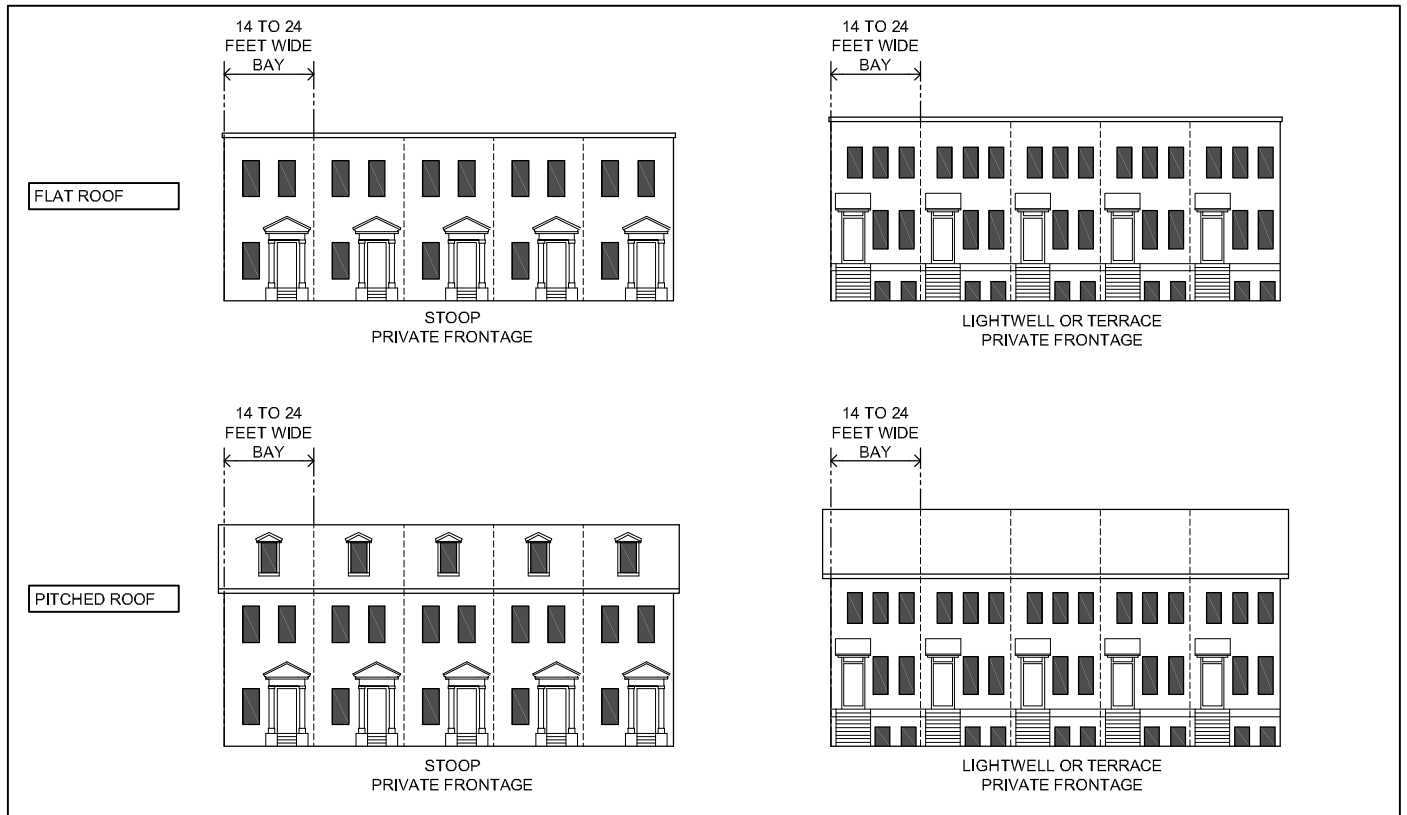 14 TO 24
FEET WIDE
BAY
14 TO 24
FEET WIDE
BAY
FLAT ROOF
STOOP
PRIVATE FRONTAGE
LIGHTWELL OR TERRACE
PRIVATE FRONTAGE
14 TO 24
FEET WIDE
BAY
14 TO 24
FEET WIDE
BAY
PITCHED ROOF
STOOP
PRIVATE FRONTAGE
LIGHTWELL OR TERRACE
PRIVATE FRONTAGE